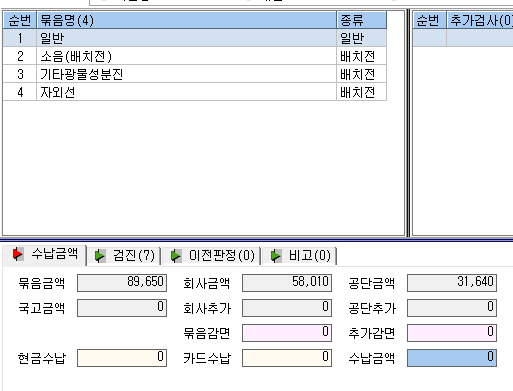 순번 묶음명(4) 종류 순번 추가검사(0)
1 일반 일반
2 소음(배치전) 배치전
3 기타광물성분진 배치전
4 자외선 배치전
수납금액 검진(7) 이전판정(0) 비고(0)
묶음금액 89,650 회사금액 58,010 공단금액 31,640
국고금액 0 회사추가 0 공단추가 0
묶음감면 0 추가감면 0
현금수납 0 카드수납 0 수납금액 0